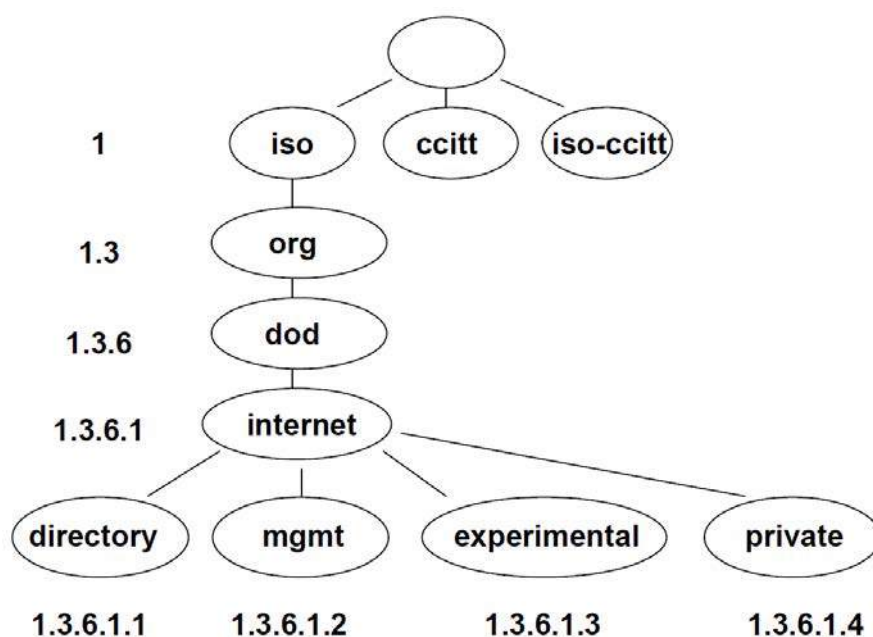 1 iso ccitt iso-ccitt
1.3 org
1.3.6 dod
1.3.6.1 internet
directory mgmt experimental private
1.3.6.1.1 1.3.6.1.2 1.3.6.1.3 1.3.6.1.4